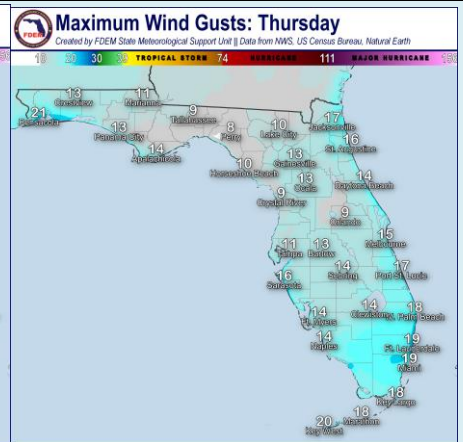 Maximum Wind Gusts: Thursday
Created by FDEM State Meteorological Support Unit || Data from NWS, US Census Bureau, Natural Earth
FDEM
10 20 30 39 TROPICAL STORM 74 HURRICANE 111 MAJOR HURRICANE 150
13
Crestview
11
Marianna
21
Pensacola
13
Panama City
9
Tallahassee
14
Apalachicola
8
Perry
10
Lake City
17
Jacksonville
16
St. Augustine
13
Gainesville
10
Horseshoe Beach
13
Ocala
14
Daytona Beach
9
Crystal River
9
Orlando
15
Melbourne
11
Tampa
13
Bartow
14
Sebring
17
Port St. Lucie
16
Sarasota
14
Ft. Myers
14
Clewiston
18
W. Palm Beach
14
Naples
19
Ft. Lauderdale
19
Miami
18
Key Largo
18
Marathon
20
Key West